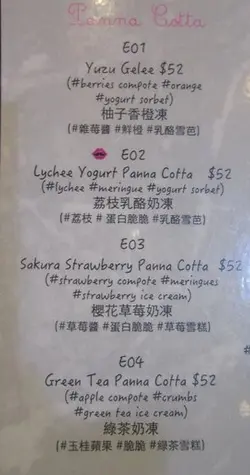 Panna Cotta
E01
Yuzu Gelee $52
(#berries compote #orange
#yogurt sorbet)
柚子香橙凍
(#雜莓醬 #鮮橙 #乳酪雪芭)
E02
Lychee Yogurt Panna Cotta $52
(#lychee #meringue #yogurt sorbet)
荔枝乳酪奶凍
(#荔枝 # 蛋白脆脆 #乳酪雪芭)
E03
Sakura Strawberry Panna Cotta $52
(#strawberry compote #meringues
#strawberry ice cream)
櫻花草莓奶凍
(#草莓醬 #蛋白脆脆 #草莓雪糕)
E04
Green Tea Panna Cotta $52
(#apple compote #crumbs
#green tea ice cream)
綠茶奶凍
(#玉桂蘋果 #脆脆 #綠茶雪糕)